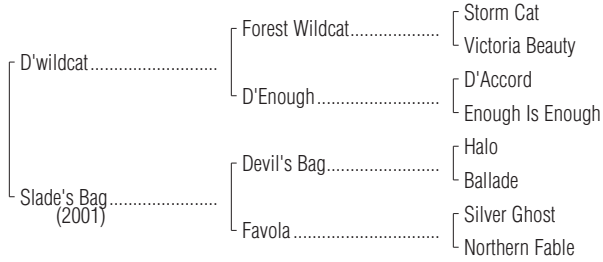 Storm Cat
Forest Wildcat....................
Victoria Beauty
D'wildcat............................
D'Accord
D'Enough...........................
Enough Is Enough
Halo
Devil's Bag.........................
Ballade
Slade's Bag........................
(2001)
Silver Ghost
Favola................................
Northern Fable